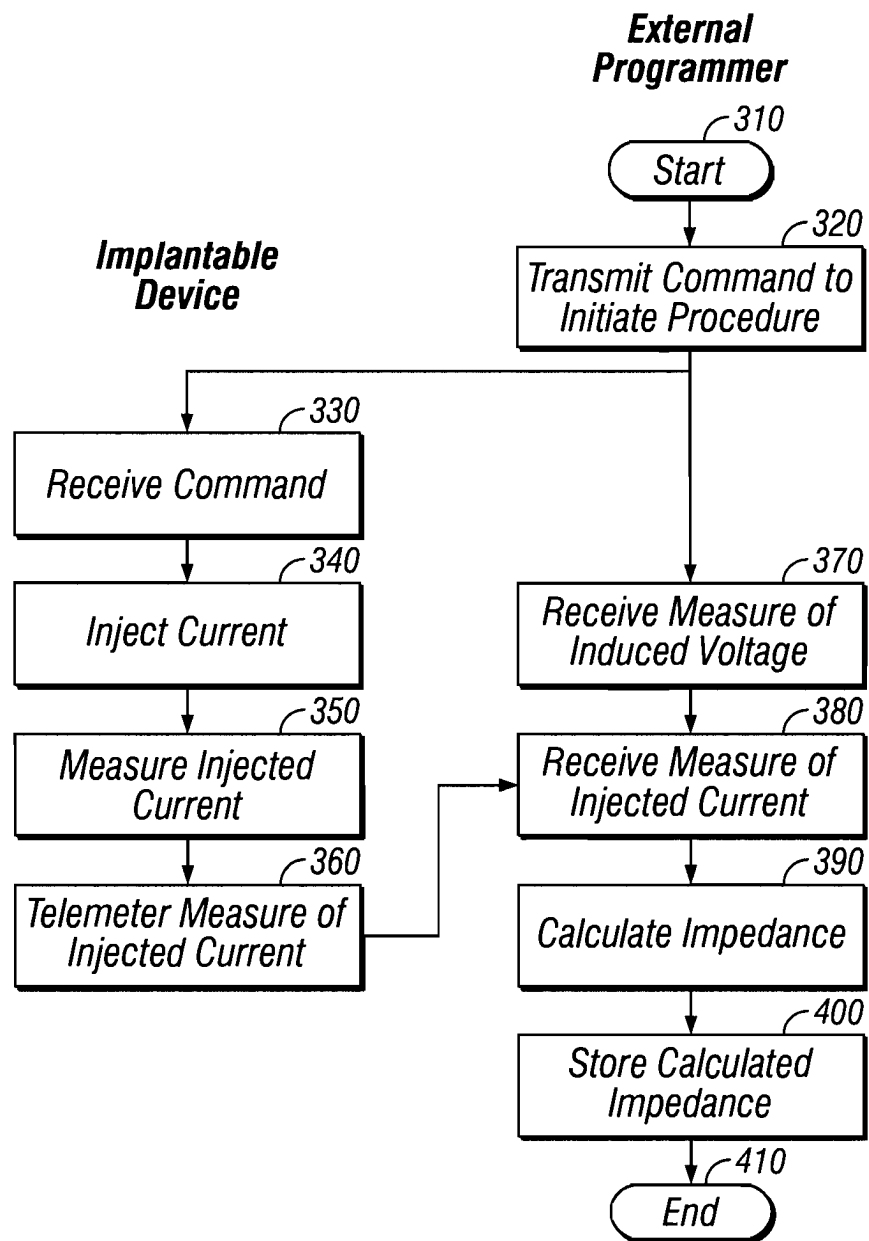 External
Programmer
310
Start
320
Transmit Command to
Initiate Procedure
Implantable
Device
330
Receive Command
340
Inject Current
350
Measure Injected
Current
360
Telemeter Measure of
Injected Current
370
Receive Measure of
Induced Voltage
380
Receive Measure of
Injected Current
390
Calculate Impedance
400
Store Calculated
Impedance
410
End